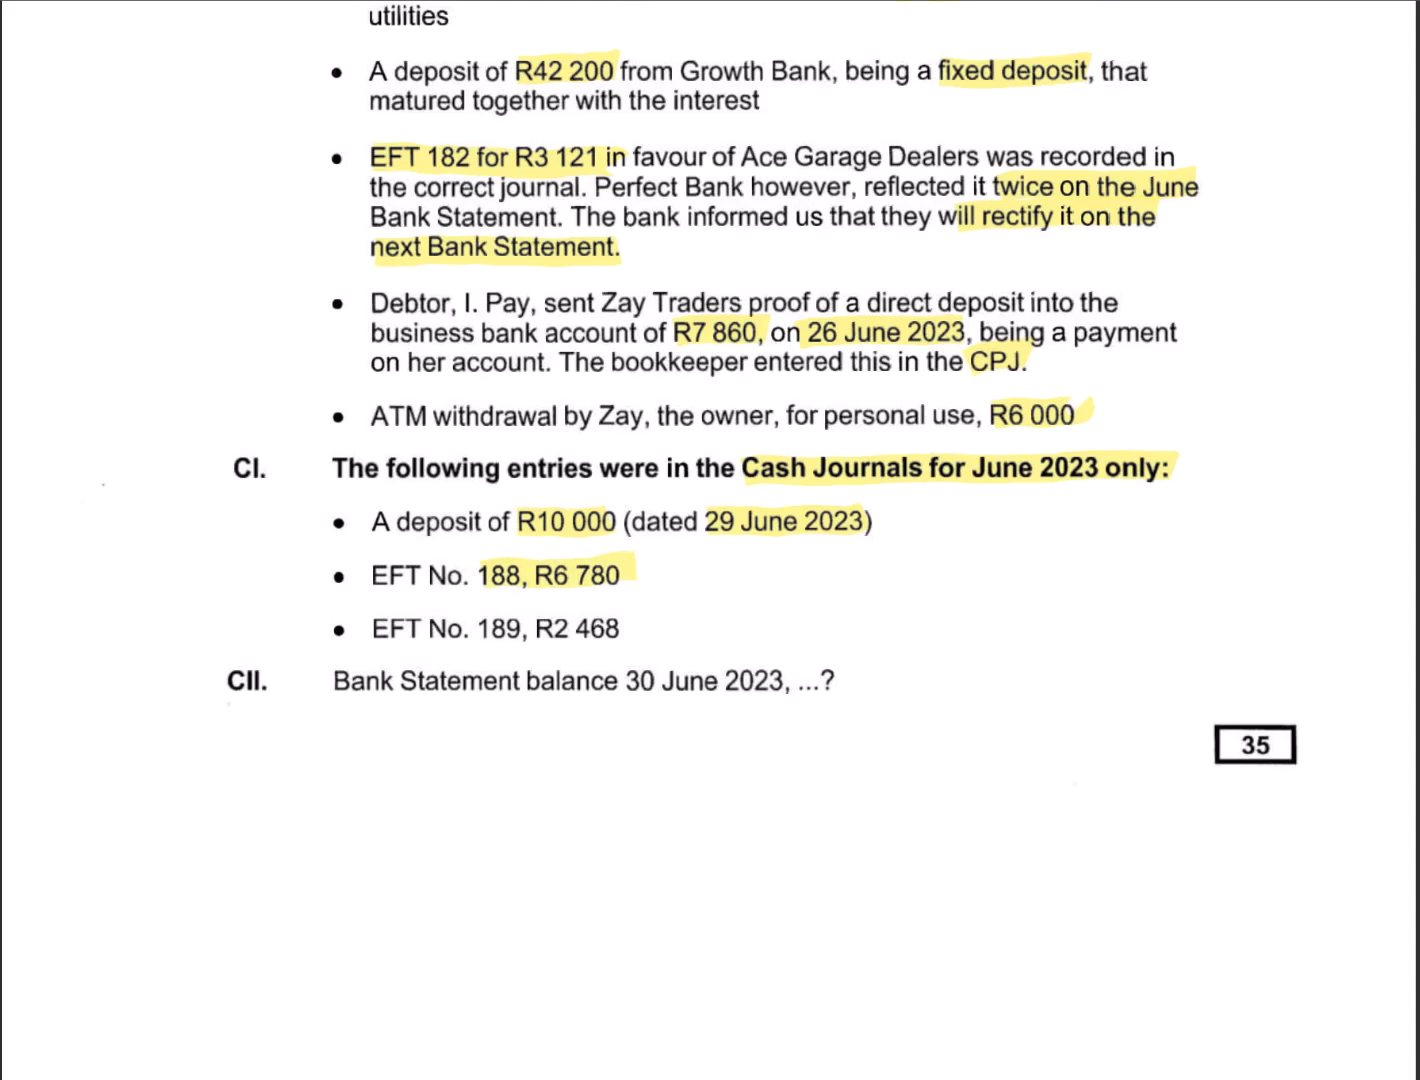 utilities
• A deposit of R42 200 from Growth Bank, being a fixed deposit, that
matured together with the interest
• EFT 182 for R3 121 in favour of Ace Garage Dealers was recorded in
the correct journal. Perfect Bank however, reflected it twice on the June
Bank Statement. The bank informed us that they will rectify it on the
next Bank Statement.
• Debtor, I. Pay, sent Zay Traders proof of a direct deposit into the
business bank account of R7 860, on 26 June 2023, being a payment
on her account. The bookkeeper entered this in the CPJ.
• ATM withdrawal by Zay, the owner, for personal use, R6 000
CI. The following entries were in the Cash Journals for June 2023 only:
• A deposit of R10 000 (dated 29 June 2023)
• EFT No. 188, R6 780
• EFT No. 189, R2 468
CII. Bank Statement balance 30 June 2023, ...?
35